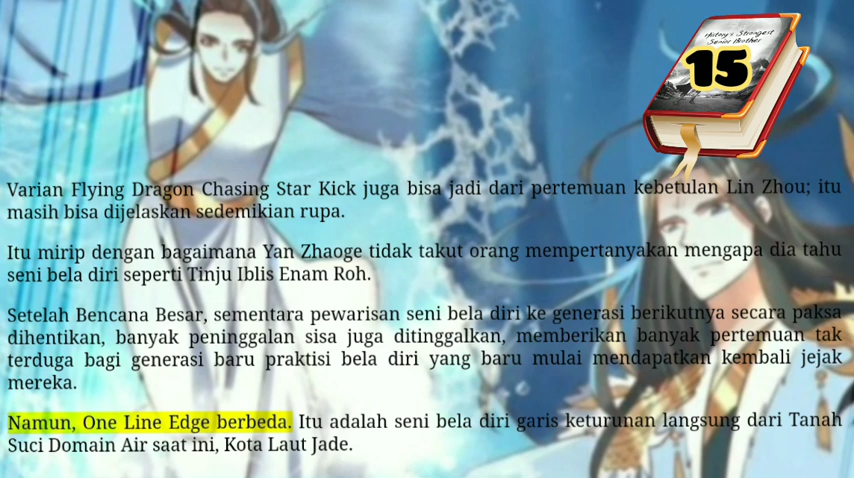 History's Strongest
Senior Brother
15
Varian Flying Dragon Chasing Star Kick juga bisa jadi dari pertemuan kebetulan Lin Zhou; itu
masih bisa dijelaskan sedemikian rupa.
Itu mirip dengan bagaimana Yan Zhaoge tidak takut orang mempertanyakan mengapa dia tahu
seni bela diri seperti Tinju Iblis Enam Roh.
Setelah Bencana Besar, sementara pewarisan seni bela diri ke generasi berikutnya secara paksa
dihentikan, banyak peninggalan sisa juga ditinggalkan, memberikan banyak pertemuan tak
terduga bagi generasi baru praktisi bela diri yang baru mulai mendapatkan kembali jejak
mereka.
Namun, One Line Edge berbeda. Itu adalah seni bela diri garis keturunan langsung dari Tanah
Suci Domain Air saat ini, Kota Laut Jade.